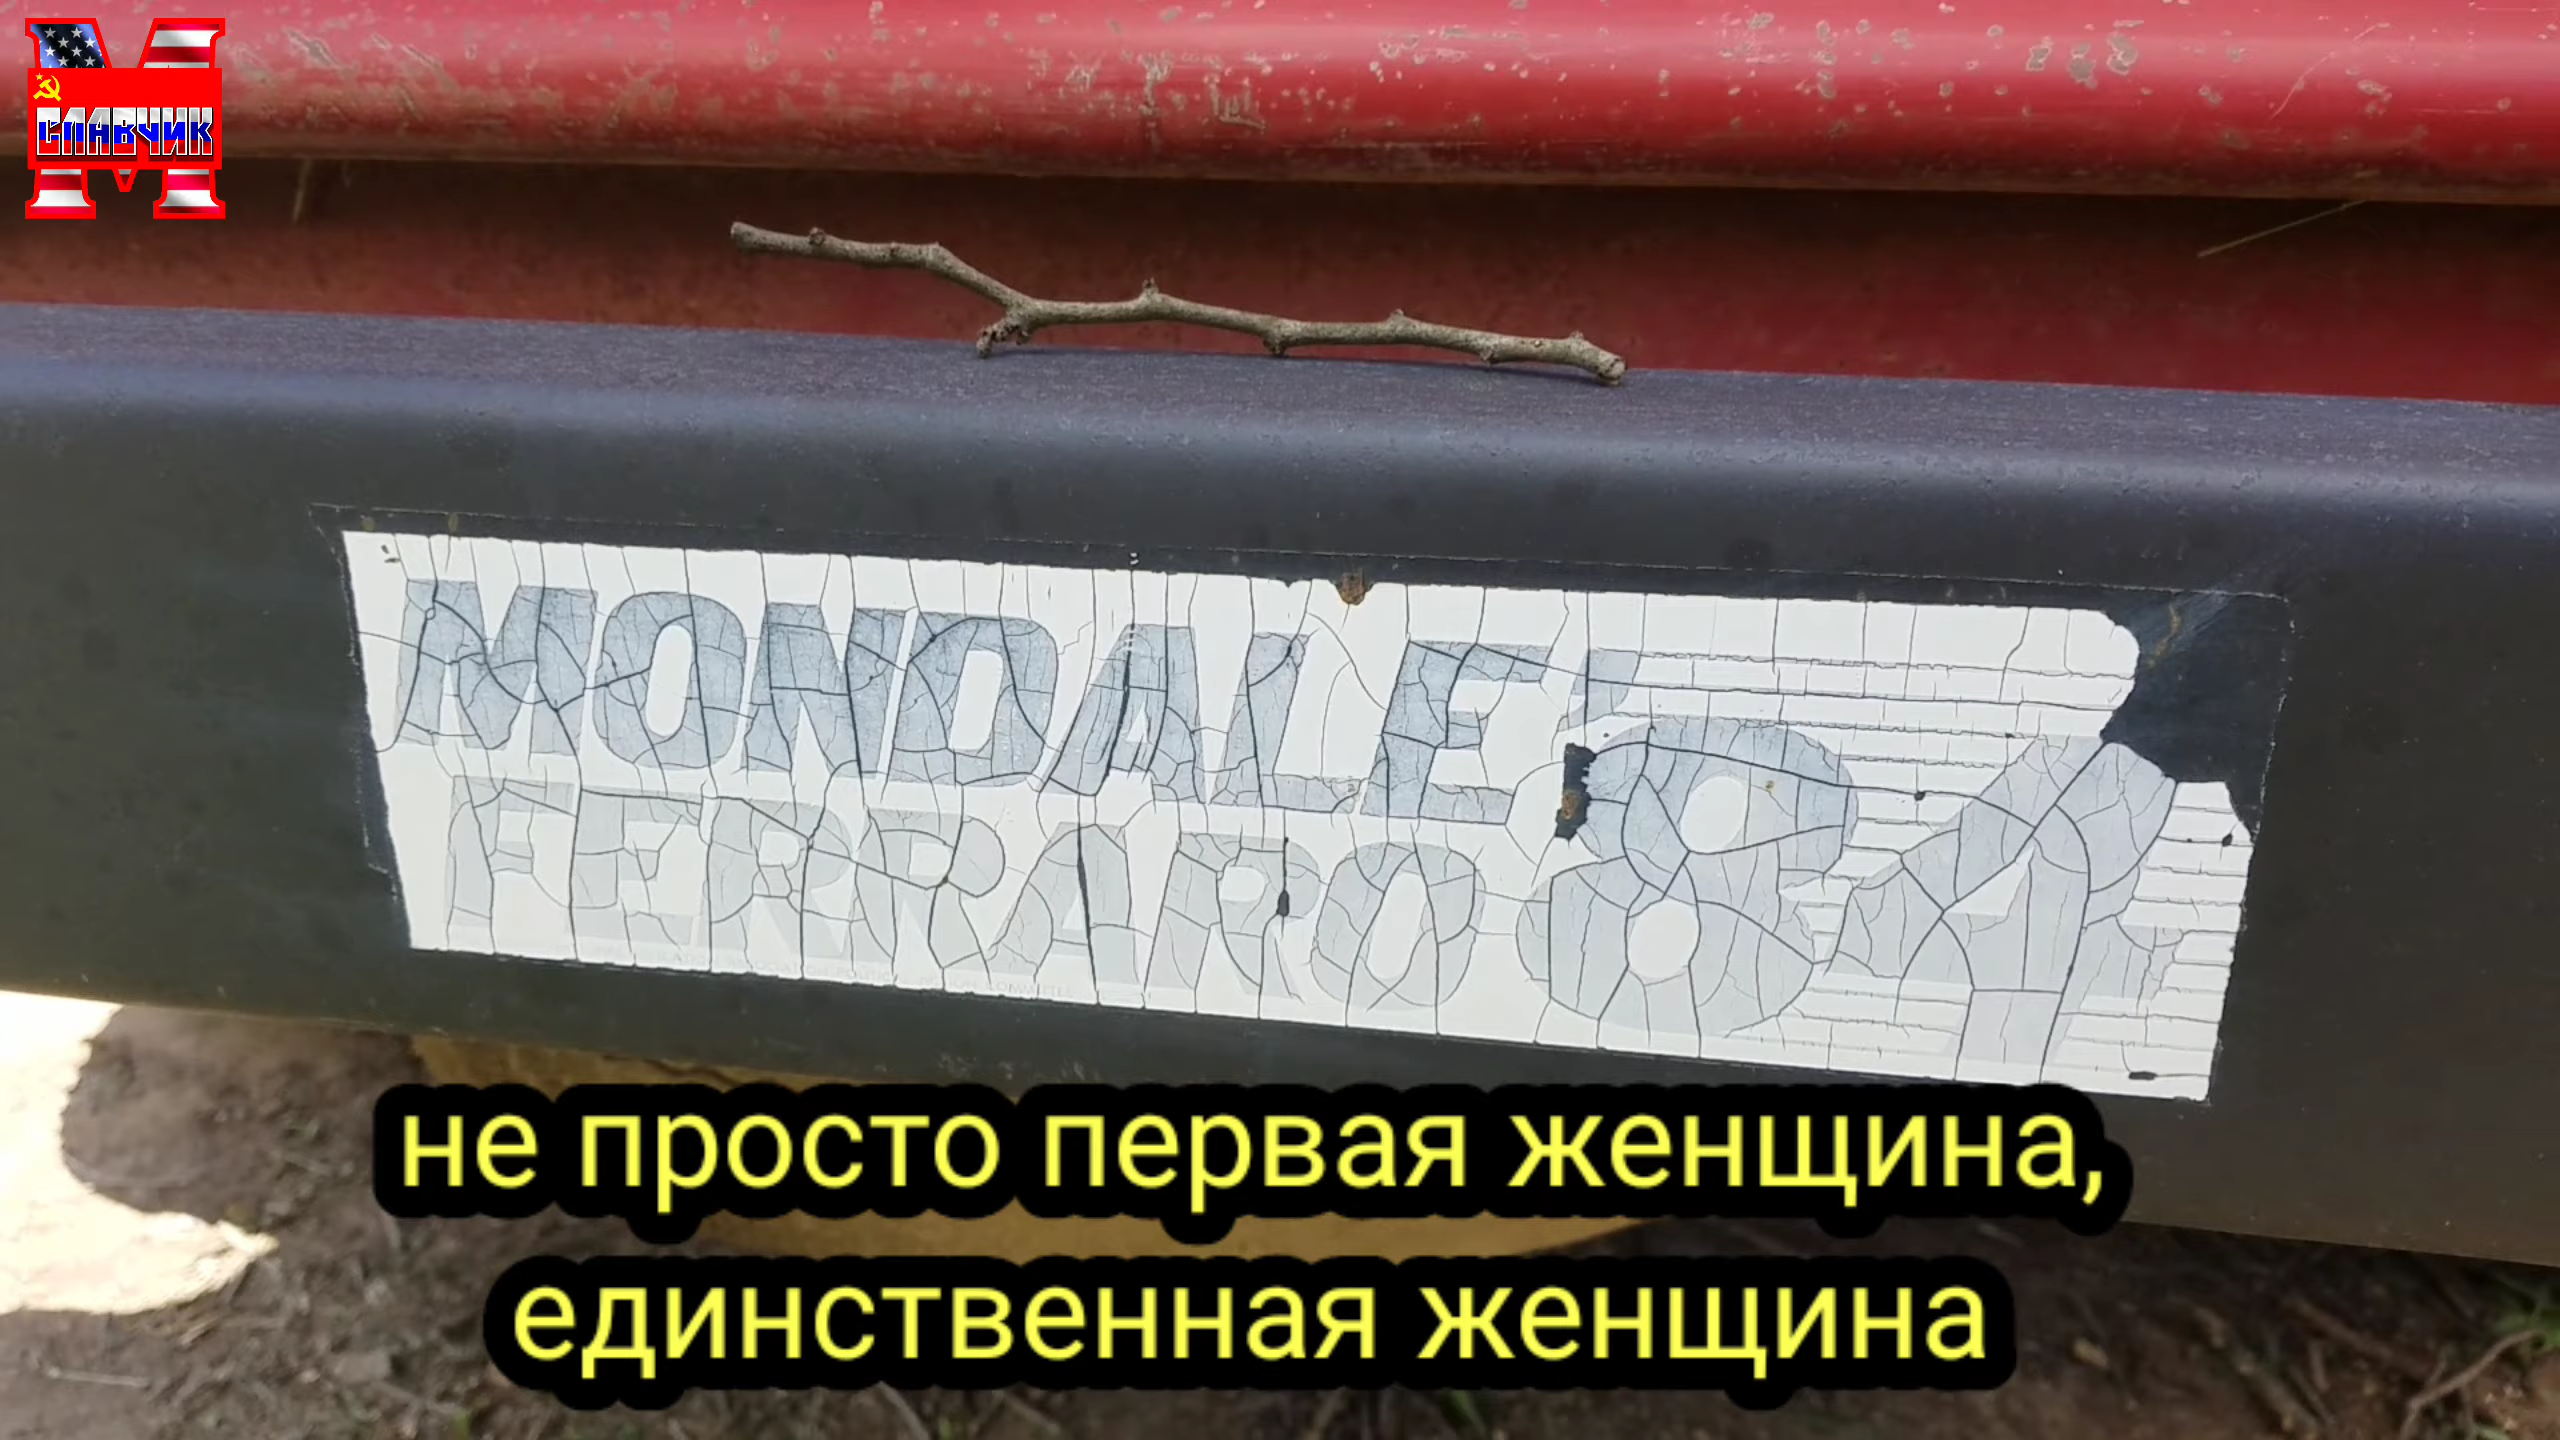 СЛАВЧИК
MONDALE
FERRARO 84
не просто первая женщина,
единственная женщина